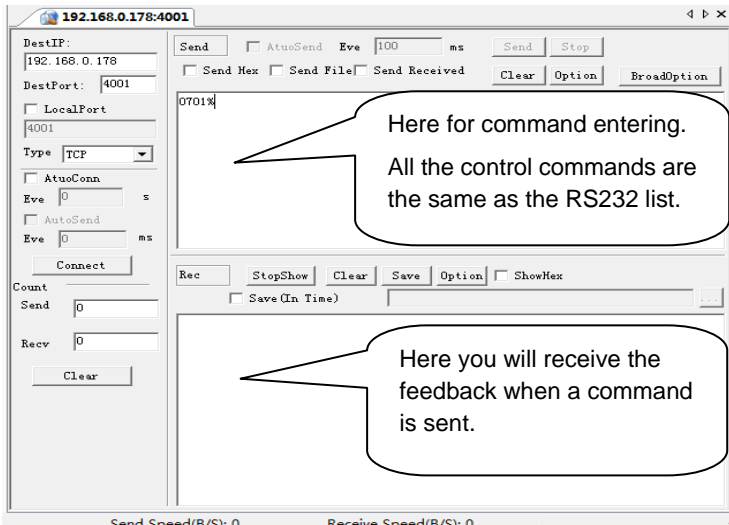 192.168.0.178:4001
DestIP:
192.168.0.178
DestPort: 4001
LocalPort
4001
Type TCP
AtuoConn
Eve 0 s
AutoSend
Eve 0 ms
Connect
Count
Send 0
Recv 0
Clear
Send AtuoSend Eve 100 ms Send Stop
Send Hex Send File Send Received Clear Option BroadOption
0701%
Here for command entering.
All the control commands are
the same as the RS232 list.
Rec StopShow Clear Save Option ShowHex
Save(In Time) ...
Here you will receive the
feedback when a command
is sent.
Send Speed(B/S): 0 Receive Speed(B/S): 0